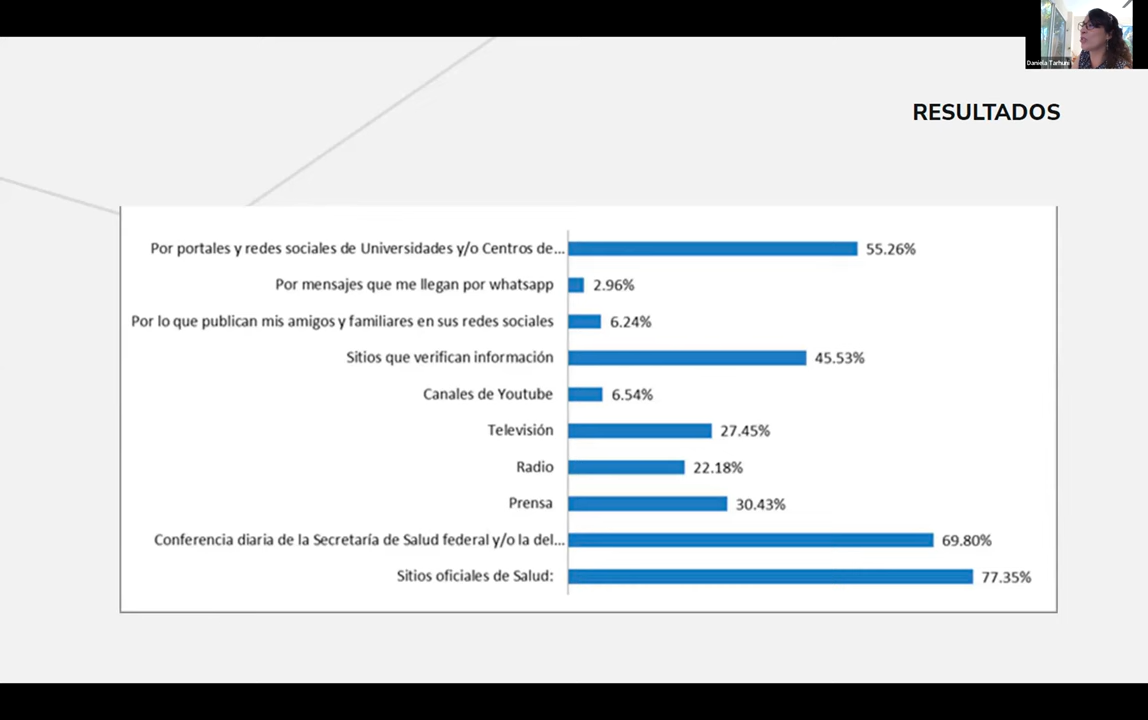 Daniela Tarhuni
RESULTADOS
Por portales y redes sociales de Universidades y/o Centros de... 55.26%
Por mensajes que me llegan por whatsapp 2.96%
Por lo que publican mis amigos y familiares en sus redes sociales 6.24%
Sitios que verifican información 45.53%
Canales de Youtube 6.54%
Televisión 27.45%
Radio 22.18%
Prensa 30.43%
Conferencia diaria de la Secretaría de Salud federal y/o la del... 69.80%
Sitios oficiales de Salud: 77.35%